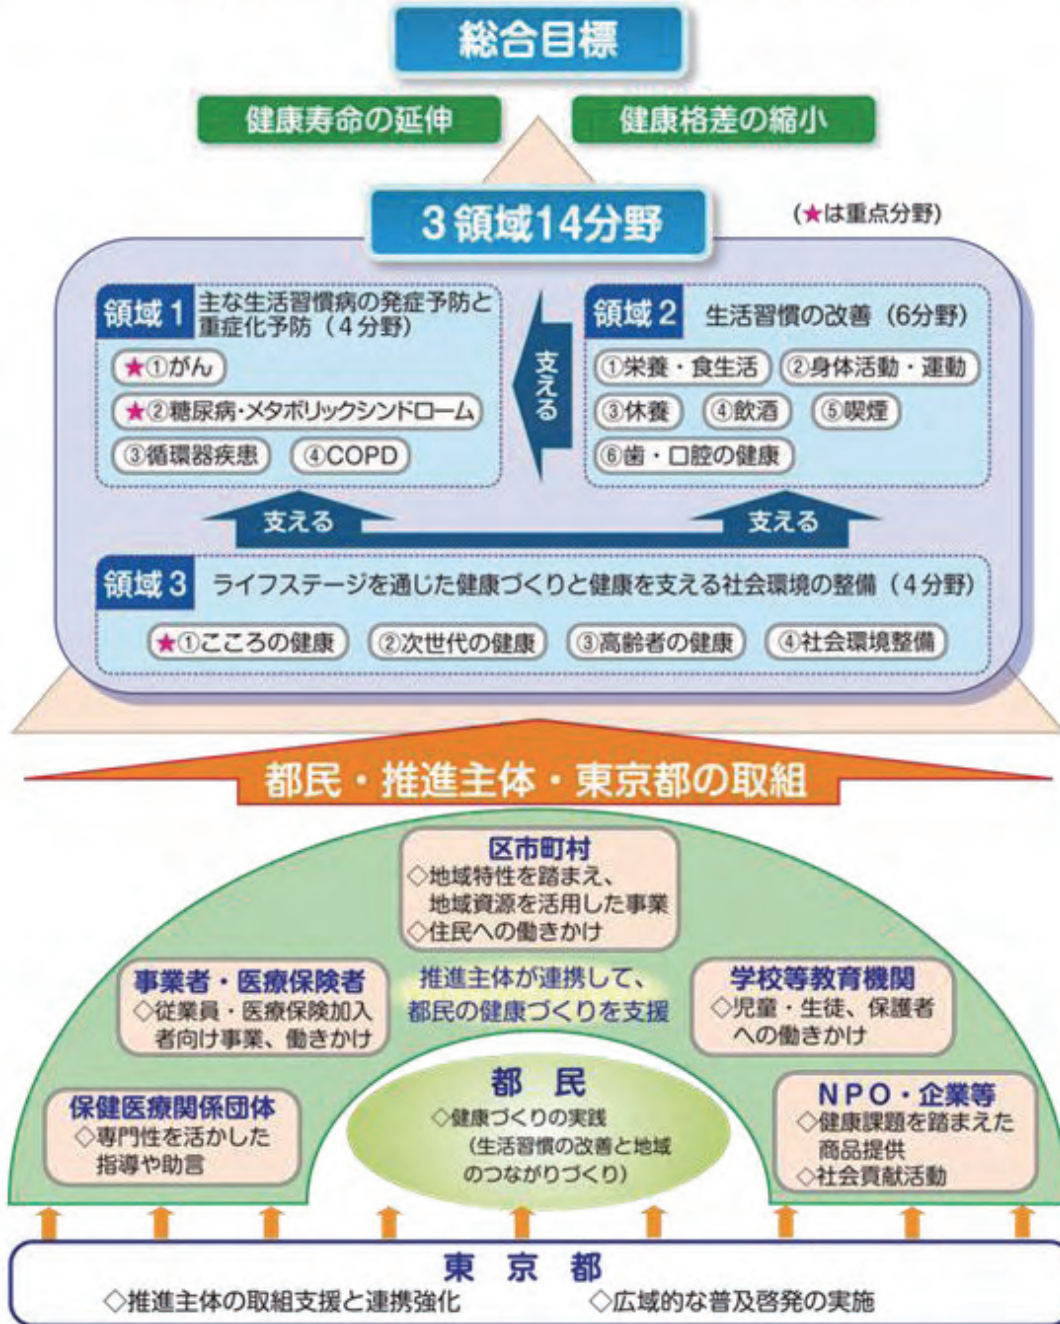 総合目標
健康寿命の延伸
健康格差の縮小
3領域14分野
(★は重点分野)
領域1
主な生活習慣病の発症予防と
重症化予防(4分野)
★①がん
★②糖尿病・メタボリックシンドローム
③循環器疾患
④COPD
支える
領域2
生活習慣の改善(6分野)
①栄養・食生活
②身体活動・運動
③休養
④飲酒
⑤喫煙
⑥歯・口腔の健康
支える
支える
領域3
ライフステージを通じた健康づくりと健康を支える社会環境の整備(4分野)
★①こころの健康
②次世代の健康
③高齢者の健康
④社会環境整備
都民・推進主体・東京都の取組
区市町村
◇地域特性を踏まえ、
地域資源を活用した事業
◇住民への働きかけ
事業者・医療保険者
◇従業員・医療保険加入
者向け事業、働きかけ
推進主体が連携して、
都民の健康づくりを支援
学校等教育機関
◇児童・生徒、保護者
への働きかけ
保健医療関係団体
◇専門性を活かした
指導や助言
都 民
◇健康づくりの実践
(生活習慣の改善と地域
のつながりづくり)
NPO・企業等
◇健康課題を踏まえた
商品提供
◇社会貢献活動
東 京 都
◇推進主体の取組支援と連携強化
◇広域的な普及啓発の実施